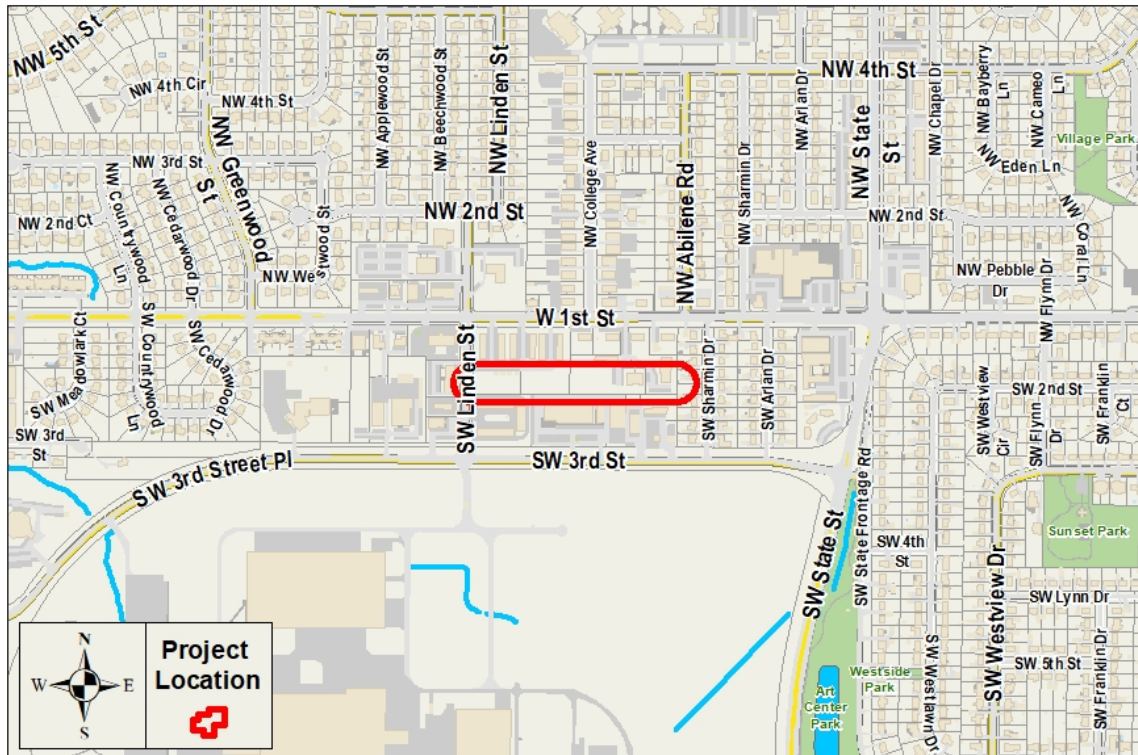 NW 5th St
NW 4th Cir
NW 4th St
NW Greenwood
St
NW Applewood St
NW Beechwood St
NW Linden St
NW College Ave
NW Abilene Rd
NW Sharmin Dr
NW Arlan Dr
NW 4th St
NW State
St
NW Chapel Dr
NW Bayberry
Ln
NW Cameo
Ln
Village Park
NW Eden Ln
NW 3rd St
NW 2nd Ct
NW Countrywood
Ln
NW Cedarwood Dr
NW We
stwood St
NW 2nd St
NW 2nd St
NW Coral Ln
NW Pebble
Dr
NW Flynn Dr
W 1st St
SW Meadowlark Ct
SW Countrywood
Ln
SW Cedarwood
Dr
SW Linden St
SW Sharmin Dr
SW Arlan Dr
SW 2nd St
SW Westview
Cir
SW Flynn
Dr
SW Franklin
Ct
SW 3rd
St
SW 3rd Street Pl
SW 3rd St
SW State St
SW State Frontage Rd
SW 4th
St
Sunset Park
SW Westview Dr
SW Lynn Dr
SW 5th St
SW Franklin Dr
SW Westlawn Dr
Westside
Park
Art
Center
Park
N
W
E
S
Project
Location